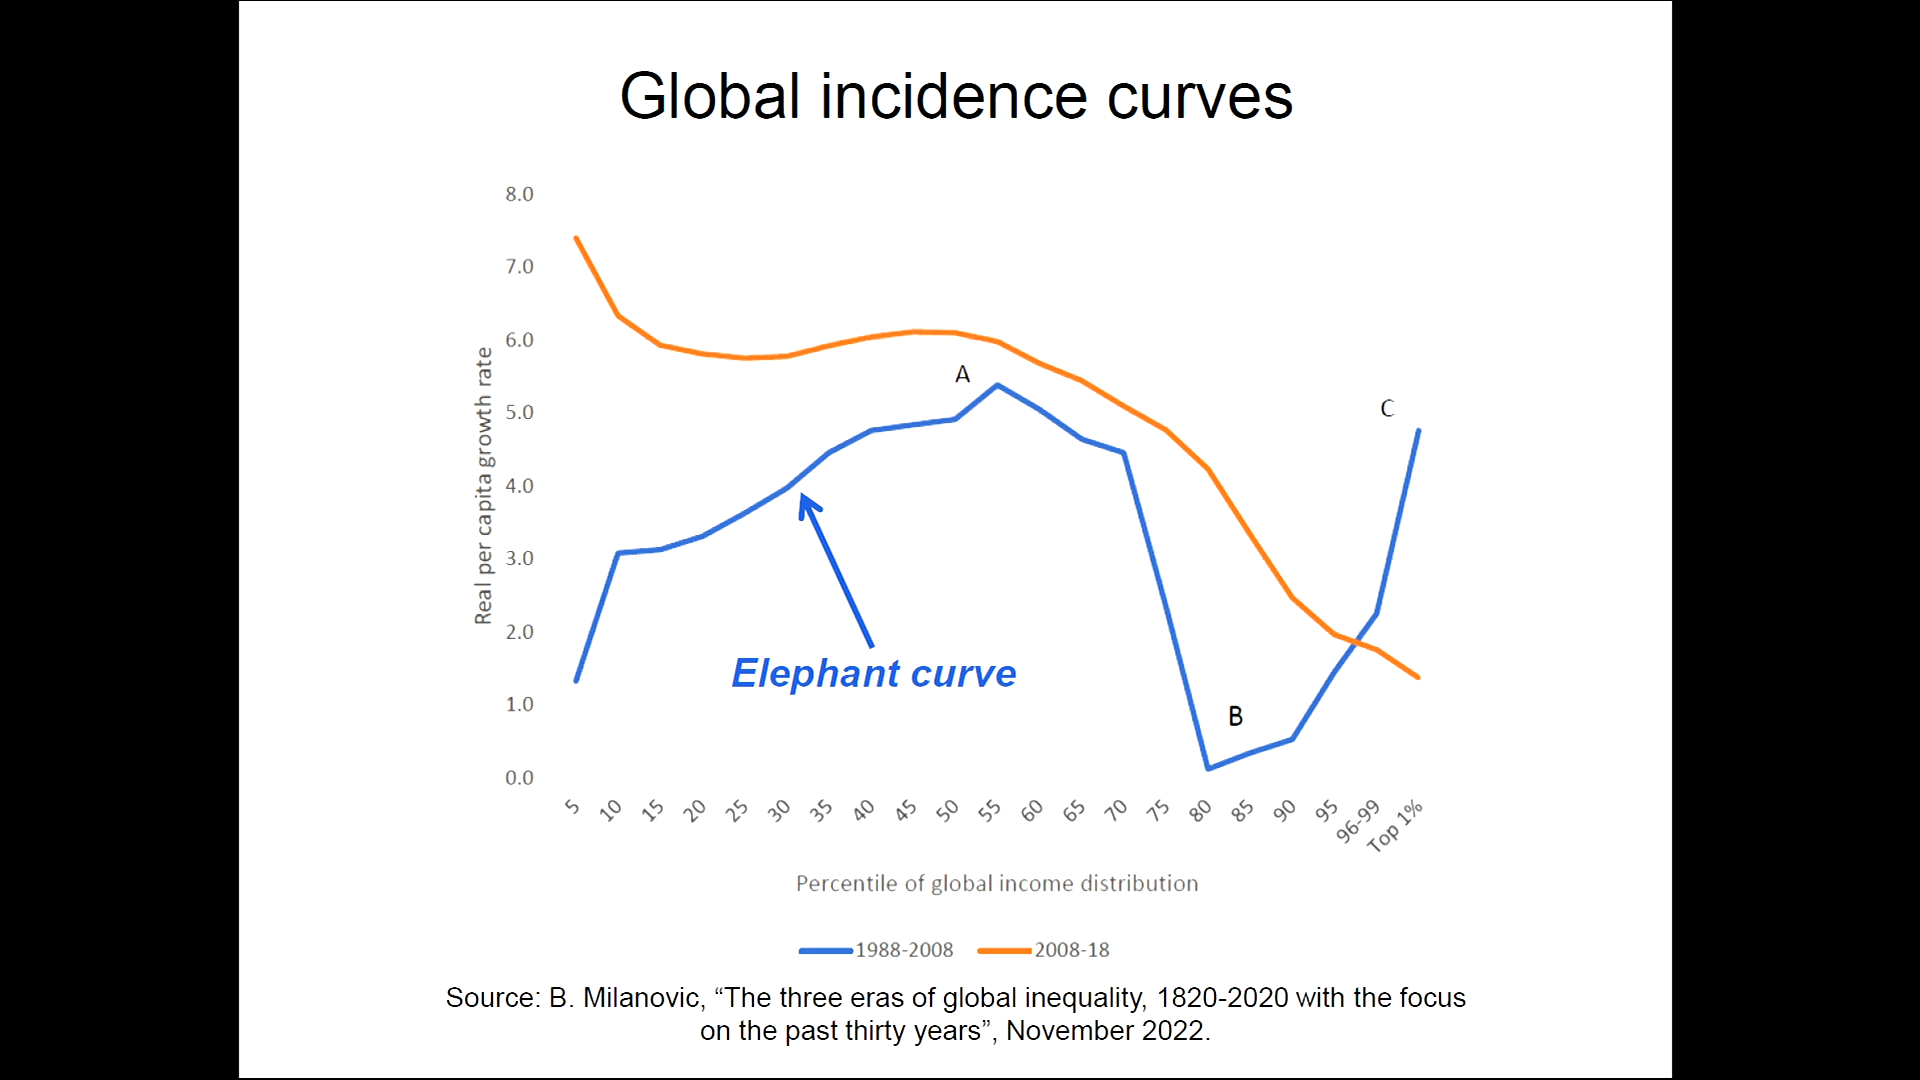 Global incidence curves
8.0
7.0
6.0
5.0
4.0
3.0
2.0
1.0
0.0
Real per capita growth rate
A
B
C
Elephant curve
5 10 15 20 25 30 35 40 45 50 55 60 65 70 75 80 85 90 95 96-99 Top 1%
Percentile of global income distribution
1988-2008 2008-18
Source: B. Milanovic, “The three eras of global inequality, 1820-2020 with the focus
on the past thirty years”, November 2022.